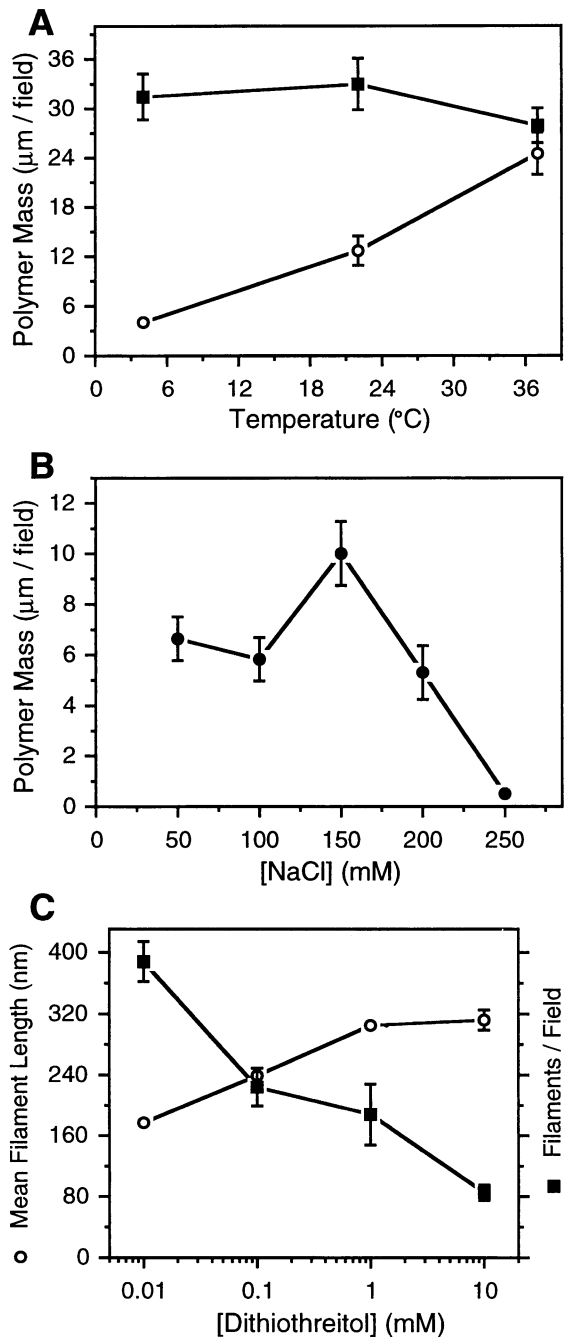 A
Polymer Mass (μm / field)
36
30
24
18
12
6
0
0 6 12 18 24 30 36
Temperature (°C)
B
Polymer Mass (μm / field)
12
10
8
6
4
2
0
0 50 100 150 200 250
[NaCl] (mM)
C
Mean Filament Length (nm)
400
320
240
160
80
0
Filaments / Field
0.01 0.1 1 10
[Dithiothreitol] (mM)